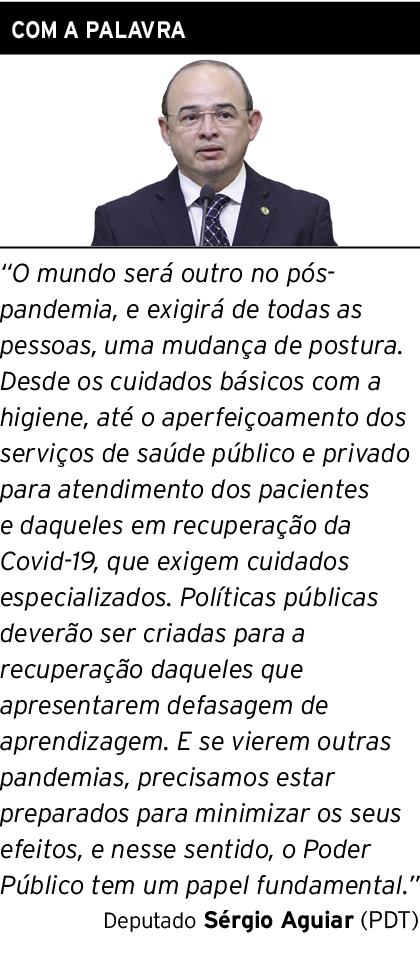 COM A PALAVRA
“O mundo será outro no pós-
pandemia, e exigirá de todas as
pessoas, uma mudança de postura.
Desde os cuidados básicos com a
higiene, até o aperfeiçoamento dos
serviços de saúde público e privado
para atendimento dos pacientes
e daqueles em recuperação da
Covid-19, que exigem cuidados
especializados. Políticas públicas
deverão ser criadas para a
recuperação daqueles que
apresentarem defasagem de
aprendizagem. E se vierem outras
pandemias, precisamos estar
preparados para minimizar os seus
efeitos, e nesse sentido, o Poder
Público tem um papel fundamental.”
Deputado Sérgio Aguiar (PDT)